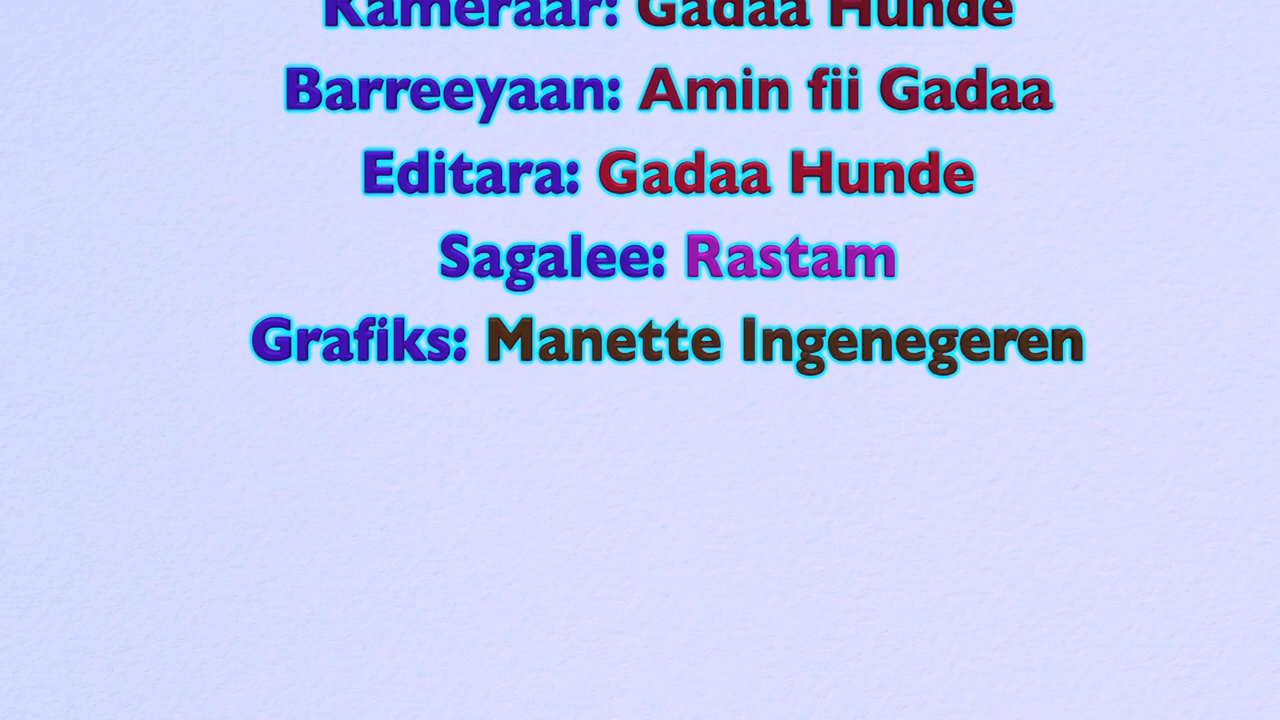 Kameraar: Gadaa Hunde
Barreeyaan: Amin fii Gadaa
Editara: Gadaa Hunde
Sagalee: Rastam
Grafiks: Manette Ingenegeren